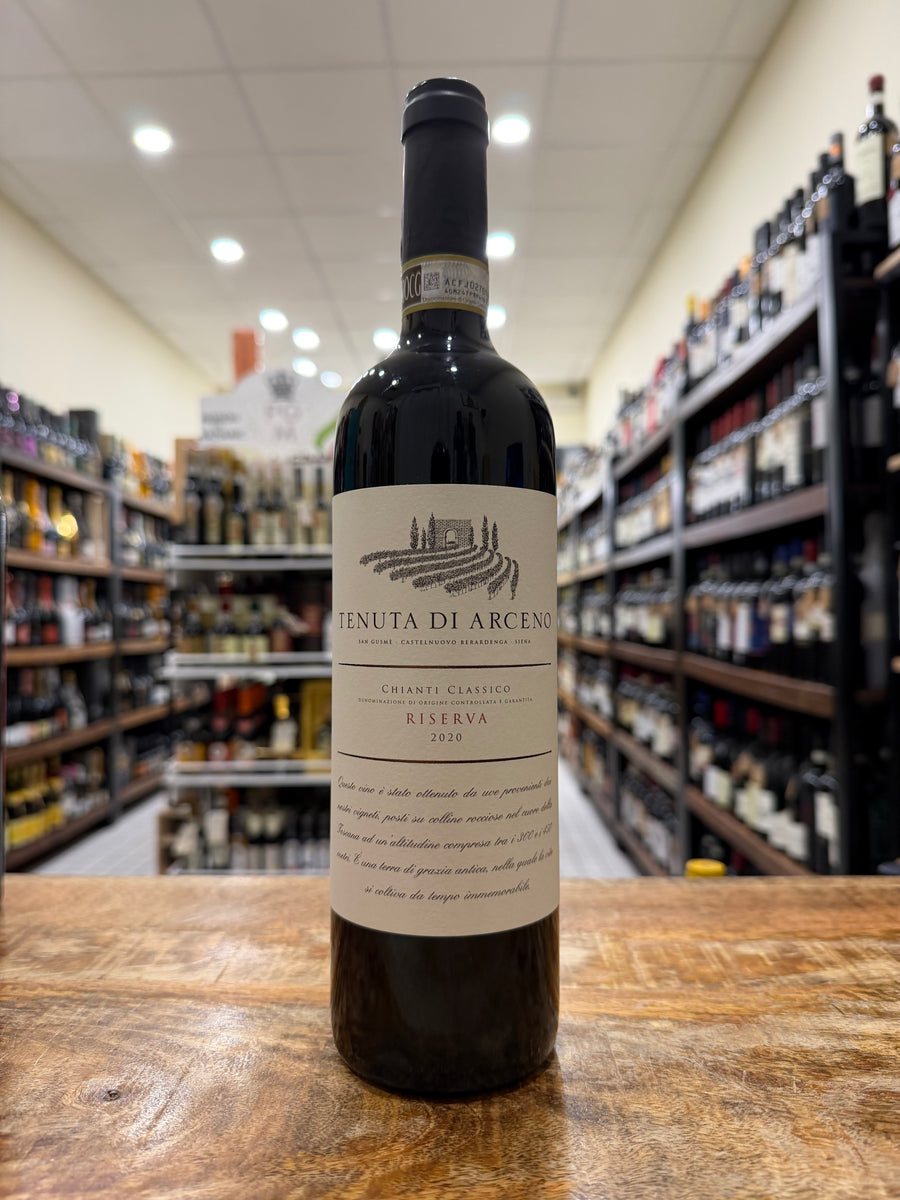 DOCG
TENUTA DI ARCENO
SAN GUSMÈ · CASTELNUOVO BERARDENGA · SIENA
CHIANTI CLASSICO
DENOMINAZIONE DI ORIGINE CONTROLLATA E GARANTITA
RISERVA
2020
Questo vino è stato ottenuto da uve provenienti dai
nostri vigneti, posti su colline rocciose nel cuore della
Toscana ad un'altitudine compresa tra i 300 e i 450
metri. È una terra di grazia antica, nella quale la vite
si coltiva da tempo immemorabile.